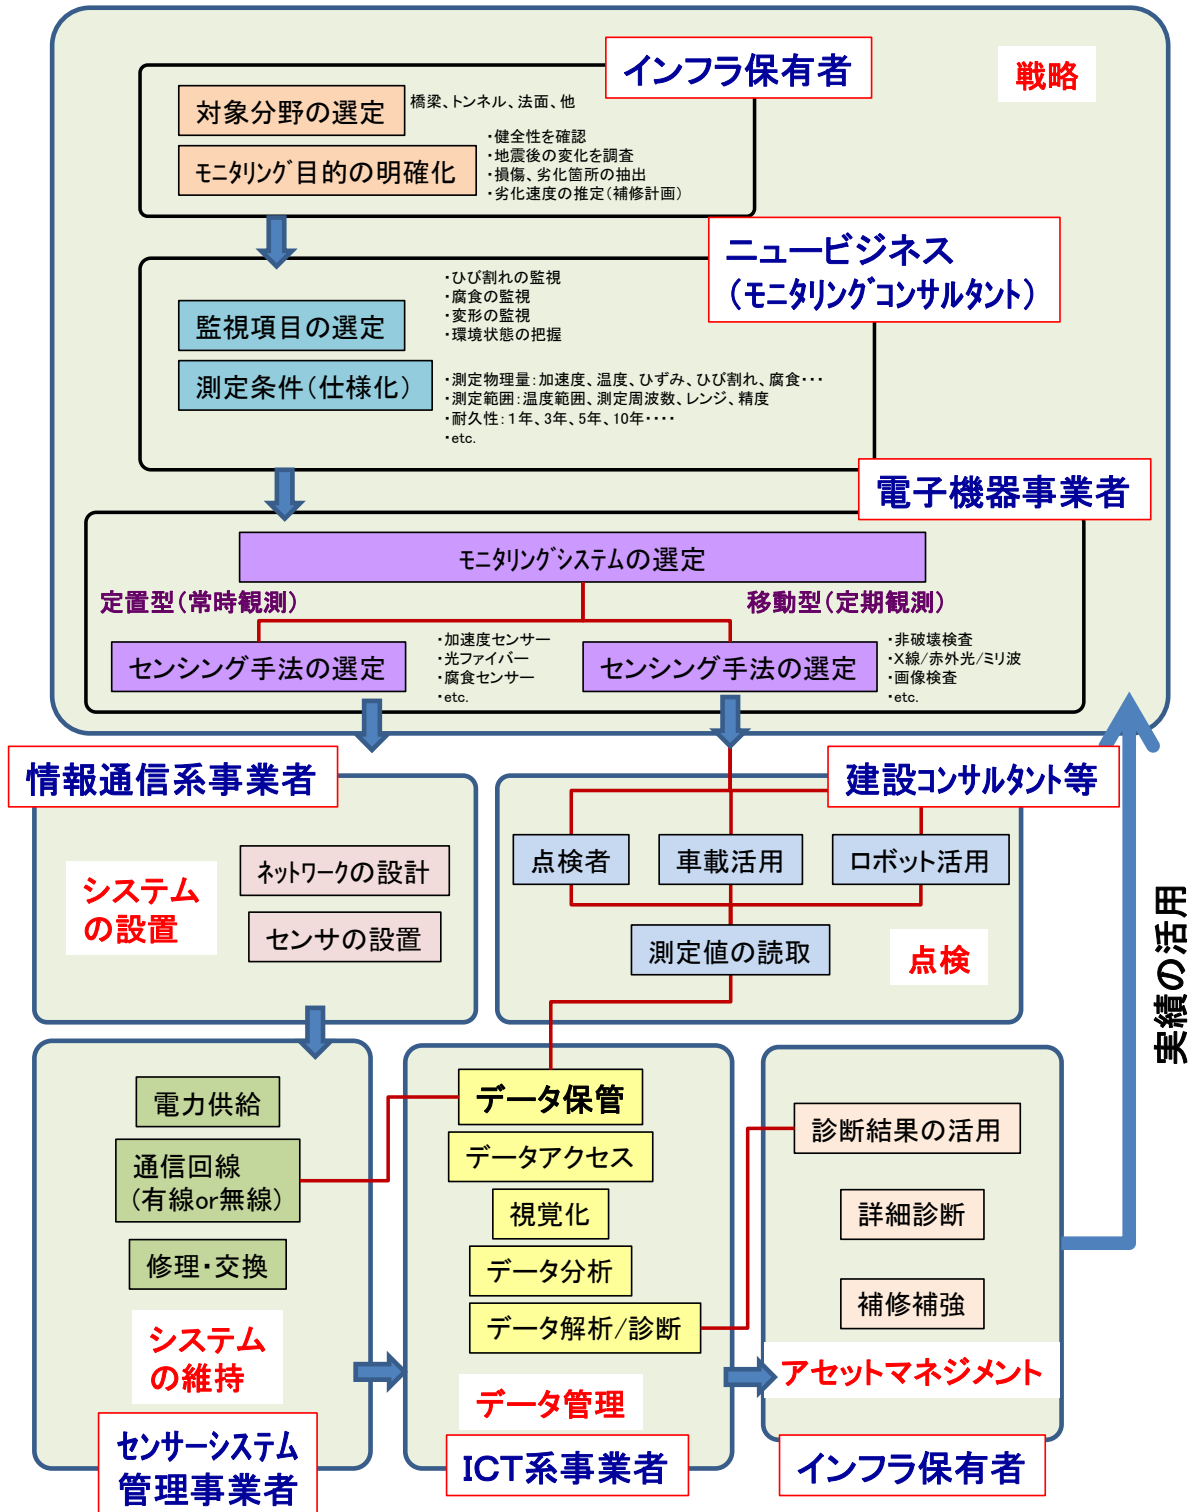 インフラ保有者
戦略
対象分野の選定
橋梁、トンネル、法面、他
モニタリング目的の明確化
・健全性を確認
・地震後の変化を調査
・損傷、劣化箇所の抽出
・劣化速度の推定（補修計画）
ニュービジネス
（モニタリングコンサルタント）
監視項目の選定
・ひび割れの監視
・腐食の監視
・変形の監視
・環境状態の把握
測定条件（仕様化）
・測定物理量：加速度、温度、ひずみ、ひび割れ、腐食・・・
・測定範囲：温度範囲、測定周波数、レンジ、精度
・耐久性：1年、3年、5年、10年・・・・
・etc.
電子機器事業者
モニタリングシステムの選定
定置型（常時観測）
移動型（定期観測）
センシング手法の選定
・加速度センサー
・光ファイバー
・腐食センサー
・etc.
センシング手法の選定
・非破壊検査
・X線/赤外光/ミリ波
・画像検査
・etc.
情報通信系事業者
システム
の設置
ネットワークの設計
センサの設置
建設コンサルタント等
点検者
車載活用
ロボット活用
測定値の読取
点検
実績の活用
電力供給
通信回線
（有線or無線）
修理・交換
システム
の維持
センサーシステム
管理事業者
データ保管
データアクセス
視覚化
データ分析
データ解析/診断
データ管理
ICT系事業者
診断結果の活用
詳細診断
補修補強
アセットマネジメント
インフラ保有者